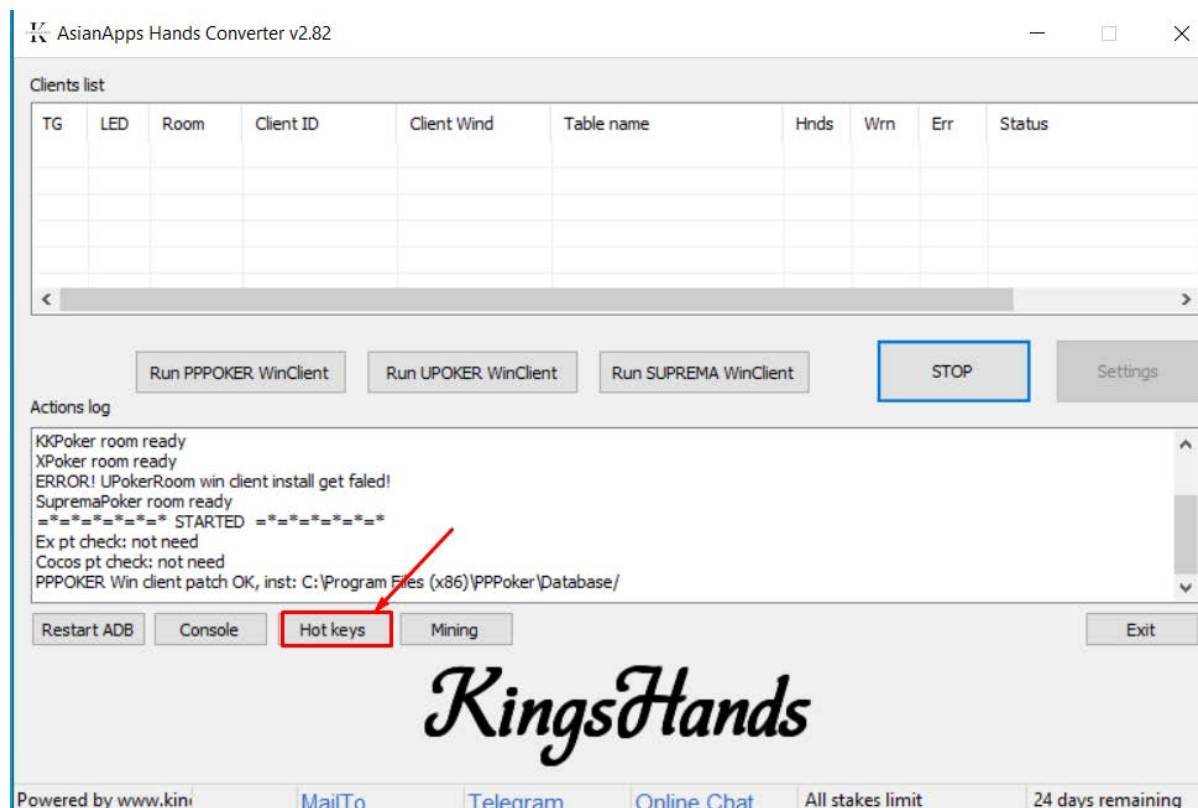 AsianApps Hands Converter v2.82
Clients list
TG LED Room Client ID Client Wind Table name Hnds Wrn Err Status
Run PPPOKER WinClient Run UPOKER WinClient Run SUPREMA WinClient STOP Settings
Actions log
KKPoker room ready
XPoker room ready
ERROR! UPokerRoom win client install get faled!
SupremaPoker room ready
=*=*=*=*=*=* STARTED =*=*=*=*=*=*
Ex pt check: not need
Cocos pt check: not need
PPPOKER Win client patch OK, inst: C:\Program Files (x86)\PPPoker\Database/
Restart ADB Console Hot keys Mining Exit
KingsHands
Powered by www.kin MailTo Telegram Online Chat All stakes limit 24 days remaining